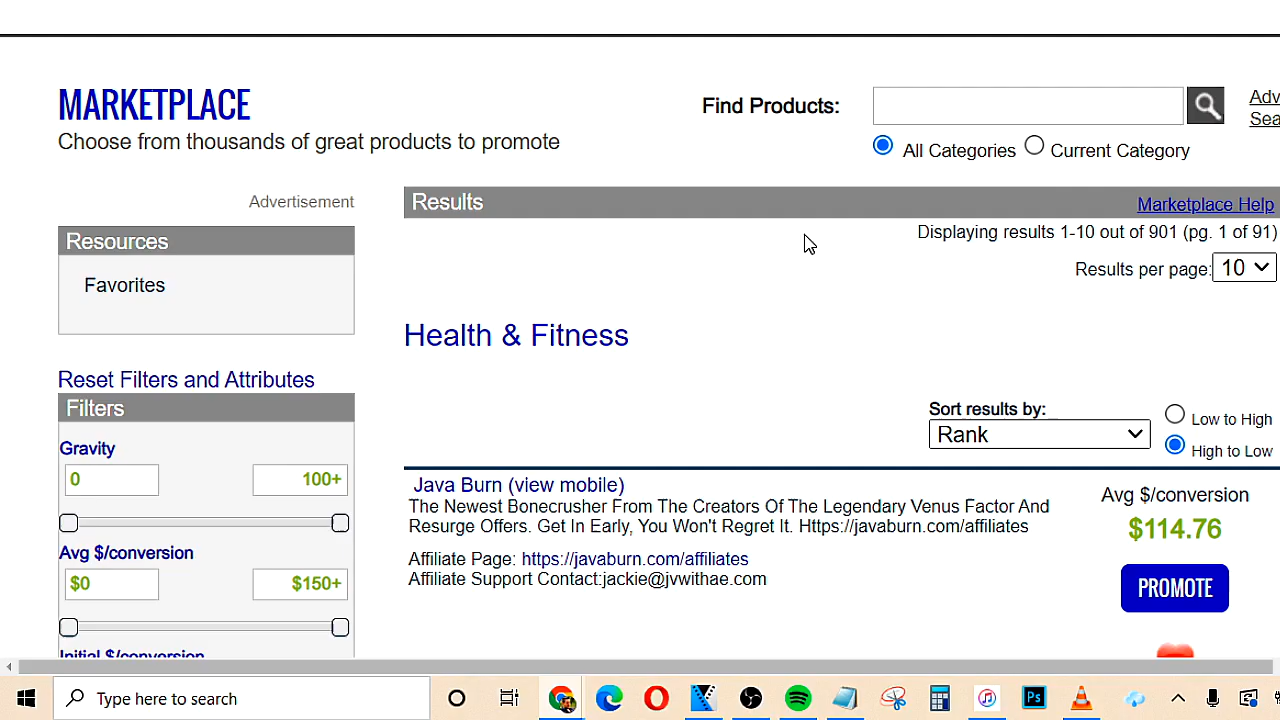 MARKETPLACE
Choose from thousands of great products to promote
Find Products:
Adv
Sea
All Categories
Current Category
Advertisement
Resources
Favorites
Results
Marketplace Help
Displaying results 1-10 out of 901 (pg. 1 of 91)
Results per page: 10
Health & Fitness
Reset Filters and Attributes
Filters
Gravity
0
100+
Avg $/conversion
$0
$150+
Initial $/conversion
Sort results by:
Rank
Low to High
High to Low
Java Burn (view mobile)
The Newest Bonecrusher From The Creators Of The Legendary Venus Factor And
Resurge Offers. Get In Early, You Won't Regret It. Https://javaburn.com/affiliates
Affiliate Page: https://javaburn.com/affiliates
Affiliate Support Contact:jackie@jvwithae.com
Avg $/conversion
$114.76
PROMOTE
Type here to search
Ps